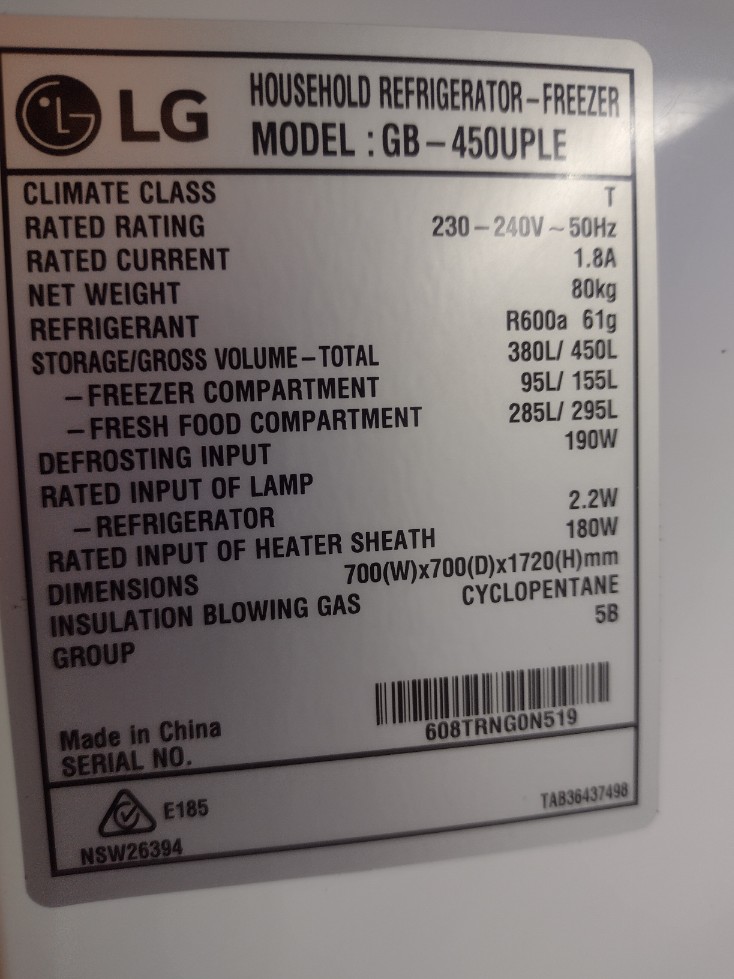 LG
HOUSEHOLD REFRIGERATOR-FREEZER
MODEL : GB-450UPLE
CLIMATE CLASS T
RATED RATING 230-240V~50Hz
RATED CURRENT 1.8A
NET WEIGHT 80kg
REFRIGERANT R600a 61g
STORAGE/GROSS VOLUME-TOTAL 380L/ 450L
-FREEZER COMPARTMENT 95L/ 155L
-FRESH FOOD COMPARTMENT 285L/ 295L
DEFROSTING INPUT 190W
RATED INPUT OF LAMP
-REFRIGERATOR 2.2W
RATED INPUT OF HEATER SHEATH 180W
DIMENSIONS 700(W)x700(D)x1720(H)mm
INSULATION BLOWING GAS CYCLOPENTANE
GROUP 5B
Made in China
SERIAL NO. 608TRNG0N519
E185
NSW26394
TAB36437498